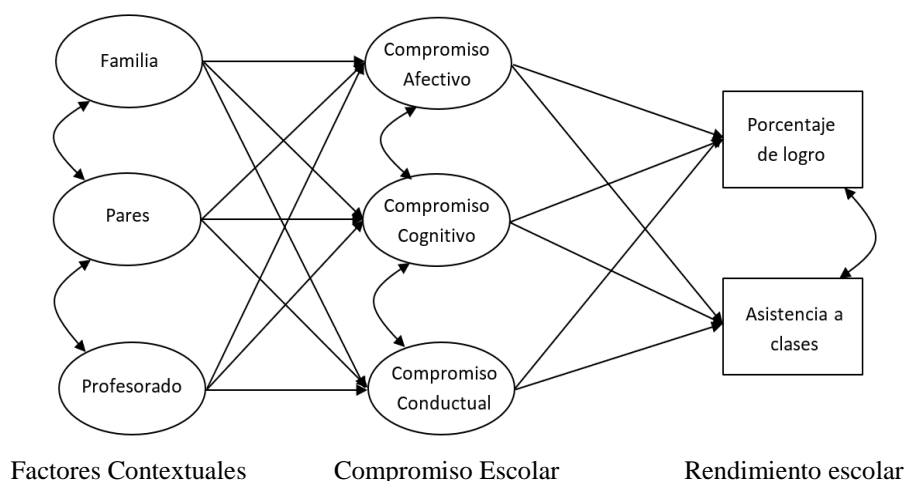 Familia
Pares
Profesorado
Compromiso
Afectivo
Compromiso
Cognitivo
Compromiso
Conductual
Porcentaje
de logro
Asistencia a
clases
Factores Contextuales
Compromiso Escolar
Rendimiento escolar